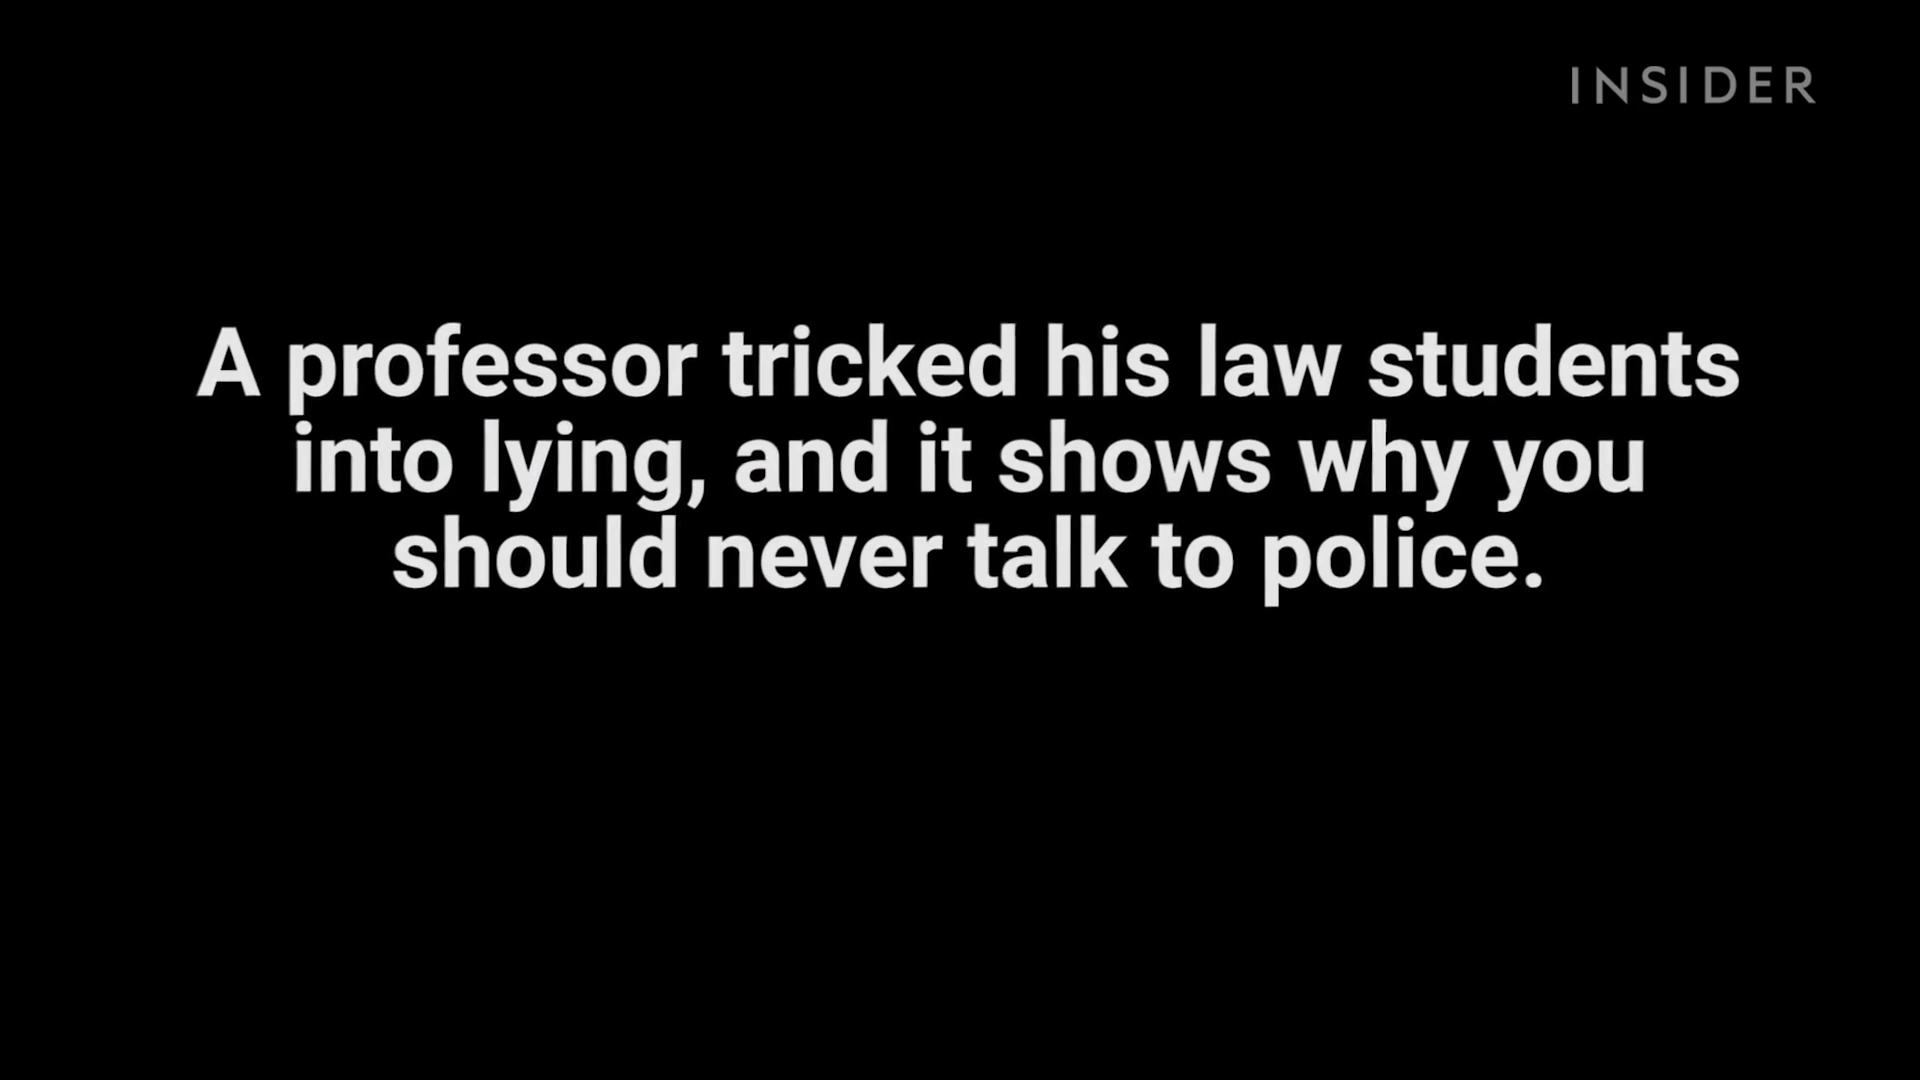 INSIDER
A professor tricked his law students
into lying, and it shows why you
should never talk to police.